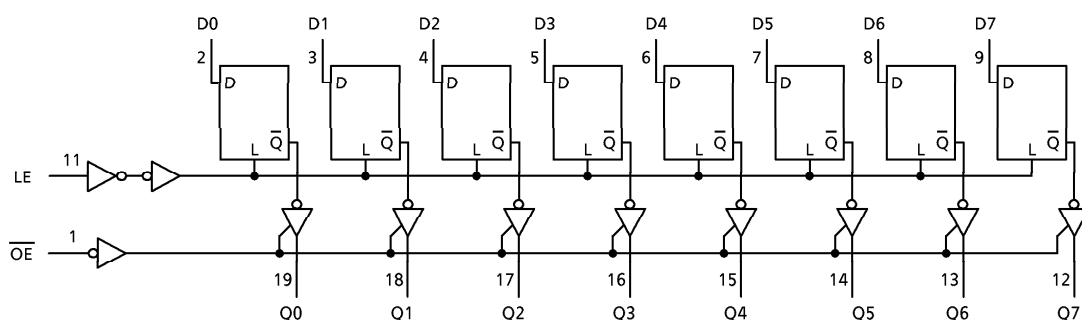 D0 D1 D2 D3 D4 D5 D6 D7
2 3 4 5 6 7 8 9
D D D D D D D D
Q̅ Q̅ Q̅ Q̅ Q̅ Q̅ Q̅ Q̅
L L L L L L L L
11
LE
1
O̅E̅
19 18 17 16 15 14 13 12
Q0 Q1 Q2 Q3 Q4 Q5 Q6 Q7